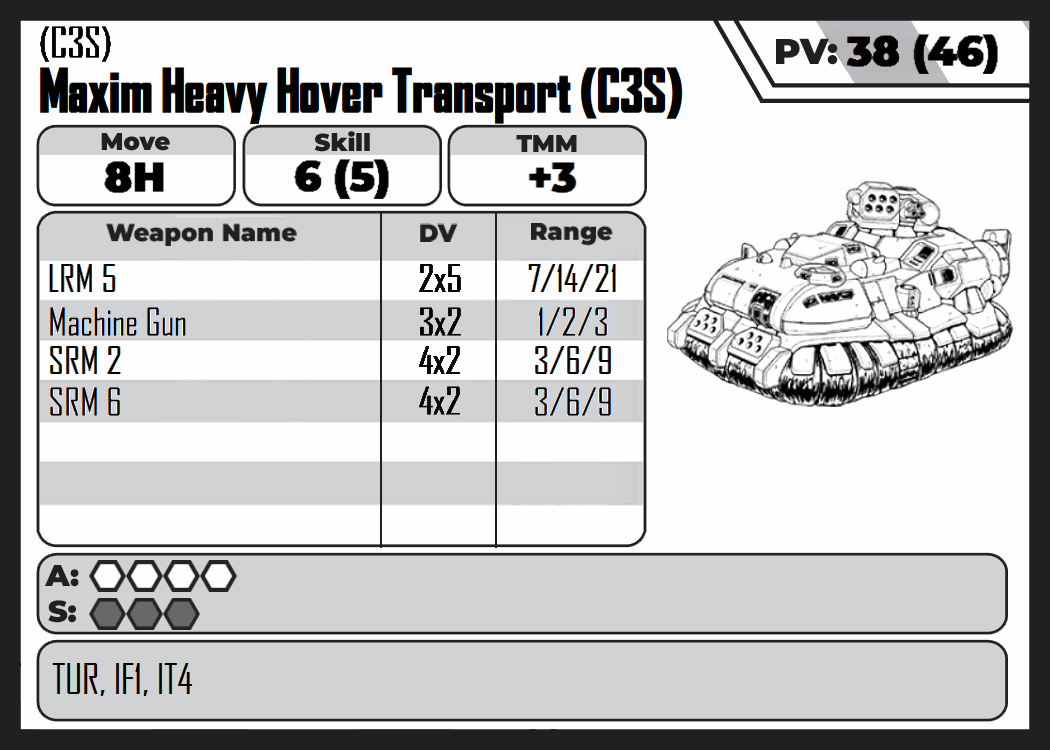 (C3S)
Maxim Heavy Hover Transport (C3S)
PV: 38 (46)
Move Skill TMM
8H 6 (5) +3
Weapon Name DV Range
LRM 5 2x5 7/14/21
Machine Gun 3x2 1/2/3
SRM 2 4x2 3/6/9
SRM 6 4x2 3/6/9
A:
S:
TUR, IF1, IT4